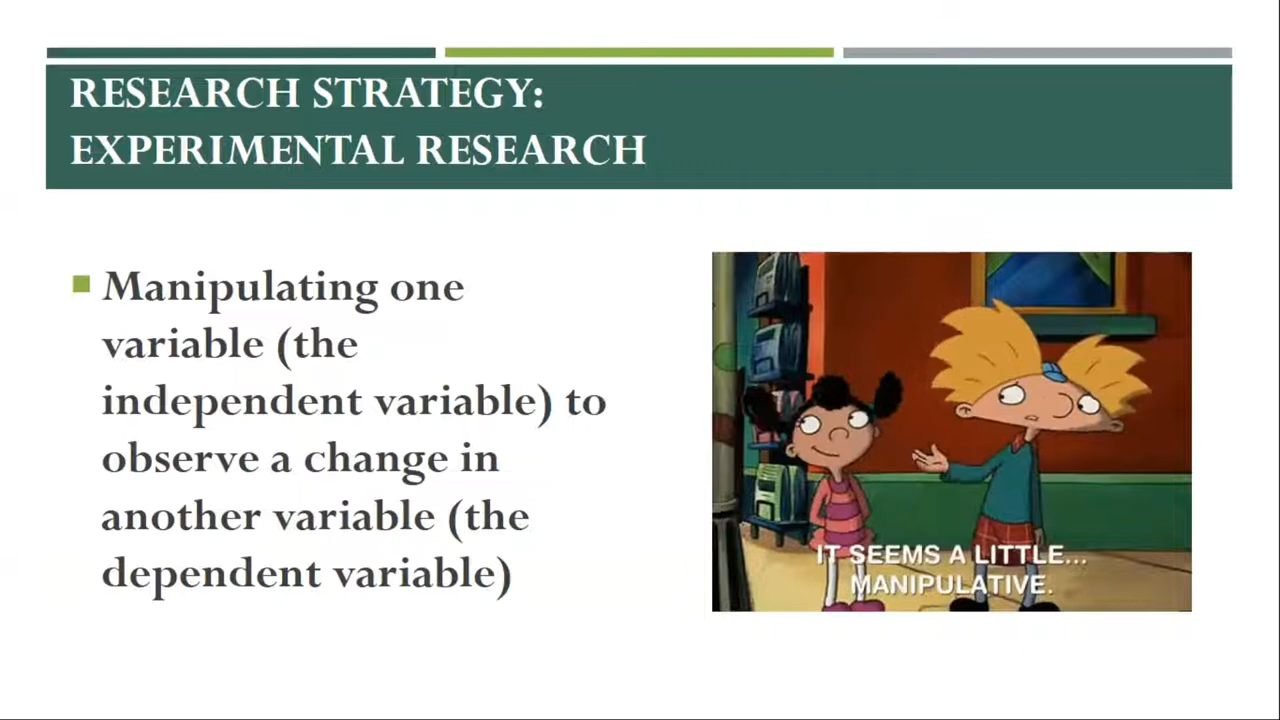 RESEARCH STRATEGY:
EXPERIMENTAL RESEARCH
Manipulating one
variable (the
independent variable) to
observe a change in
another variable (the
dependent variable)
IT SEEMS A LITTLE...
MANIPULATIVE.